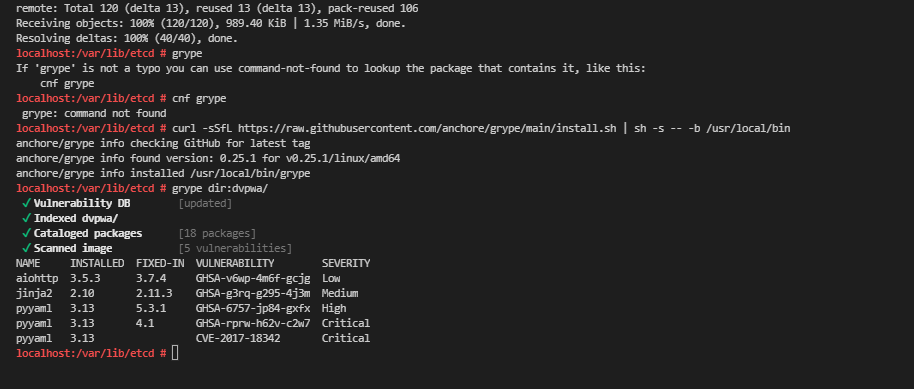 remote: Total 120 (delta 13), reused 13 (delta 13), pack-reused 106
Receiving objects: 100% (120/120), 989.40 KiB | 1.35 MiB/s, done.
Resolving deltas: 100% (40/40), done.
localhost:/var/lib/etcd # grype
If 'grype' is not a typo you can use command-not-found to lookup the package that contains it, like this:
    cnf grype
localhost:/var/lib/etcd # cnf grype
 grype: command not found
localhost:/var/lib/etcd # curl -sSfL https://raw.githubusercontent.com/anchore/grype/main/install.sh | sh -s -- -b /usr/local/bin
anchore/grype info checking GitHub for latest tag
anchore/grype info found version: 0.25.1 for v0.25.1/linux/amd64
anchore/grype info installed /usr/local/bin/grype
localhost:/var/lib/etcd # grype dir:dvpwa/
 ✓ Vulnerability DB        [updated]
 ✓ Indexed dvpwa/
 ✓ Cataloged packages      [18 packages]
 ✓ Scanned image           [5 vulnerabilities]
NAME     INSTALLED  FIXED-IN  VULNERABILITY        SEVERITY
aiohttp  3.5.3      3.7.4     GHSA-v6wp-4m6f-gcjg  Low
jinja2   2.10       2.11.3    GHSA-g3rq-g295-4j3m  Medium
pyyaml   3.13       5.3.1     GHSA-6757-jp84-gxfx  High
pyyaml   3.13       4.1       GHSA-rprw-h62v-c2w7  Critical
pyyaml   3.13                 CVE-2017-18342       Critical
localhost:/var/lib/etcd #